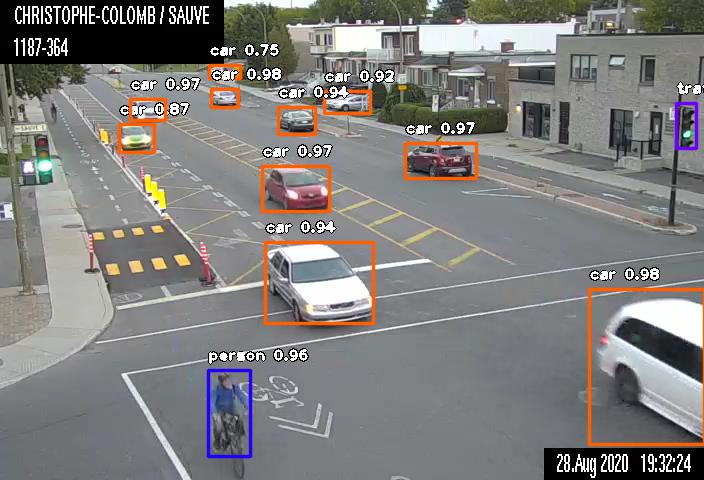 CHRISTOPHE-COLOMB / SAUVE
1187-364
car 0.75
car 0.98
car 0.97
car 0.92
car 0.94
car 0.87
car 0.97
car 0.97
car 0.94
car 0.98
person 0.96
tra
SAUVE
28.Aug 2020 19:32:24